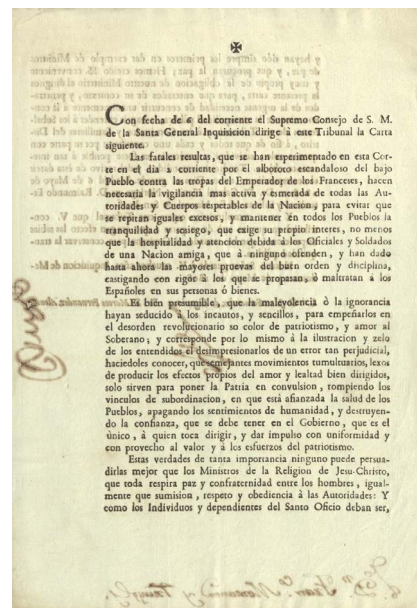 ✠
Con fecha de 6 del corriente el Supremo Consejo de S. M.
de la Santa General Inquisicion dirige à este Tribunal la Carta
siguiente.
Las fatales resultas, que se han experimentado en esta Cor-
te en el dia 2 corriente por el alboroto escandaloso del bajo
Pueblo contra las tropas del Emperador de los Franceses, hacen
necesaria la vigilancia mas activa y esmerada de todas las Au-
toridades y Cuerpos respetables de la Nacion, para evitar que
se repitan iguales excesos, y mantener en todos los Pueblos la
tranquilidad y sosiego, que exige su propio interes, no menos
que la hospitalidad y atencion debida à los Oficiales y Soldados
de una Nacion amiga, que à ninguno ofenden, y han dado
hasta ahora las mayores pruevas del buen orden y disciplina,
castigando con rigor à los que se propasan, ò maltratan à los
Españoles en sus personas ò bienes.
Es bien presumible, que la malevolencia ò la ignorancia
hayan seducido à los incautos, y sencillos, para empeñarlos en
el desorden revolucionario so color de patriotismo, y amor al
Soberano; y corresponde por lo mismo à la ilustracion y zelo
de los entendidos el desimpresionarlos de un error tan perjudicial,
haciedoles conocer, que semejantes movimientos tumultuarios, lexos
de producir los efectos propios del amor y lealtad bien dirigidos,
solo sirven para poner la Patria en convulsion, rompiendo los
vinculos de subordinacion, en que està afianzada la salud de los
Pueblos, apagando los sentimientos de humanidad, y destruyen-
do la confianza, que se debe tener en el Gobierno, que es el
ùnico, à quien toca dirigir, y dar impulso con uniformidad y
con provecho al valor y à los esfuerzos del patriotismo.
Estas verdades de tanta importancia ninguno puede persua-
dirlas mejor que los Ministros de la Religion de Jesu-Christo,
que toda respira paz y confraternidad entre los hombres, igual-
mente que sumision, respeto y obediencia à las Autoridades: Y
como los Individuos y dependientes del Santo Oficio deban ser,